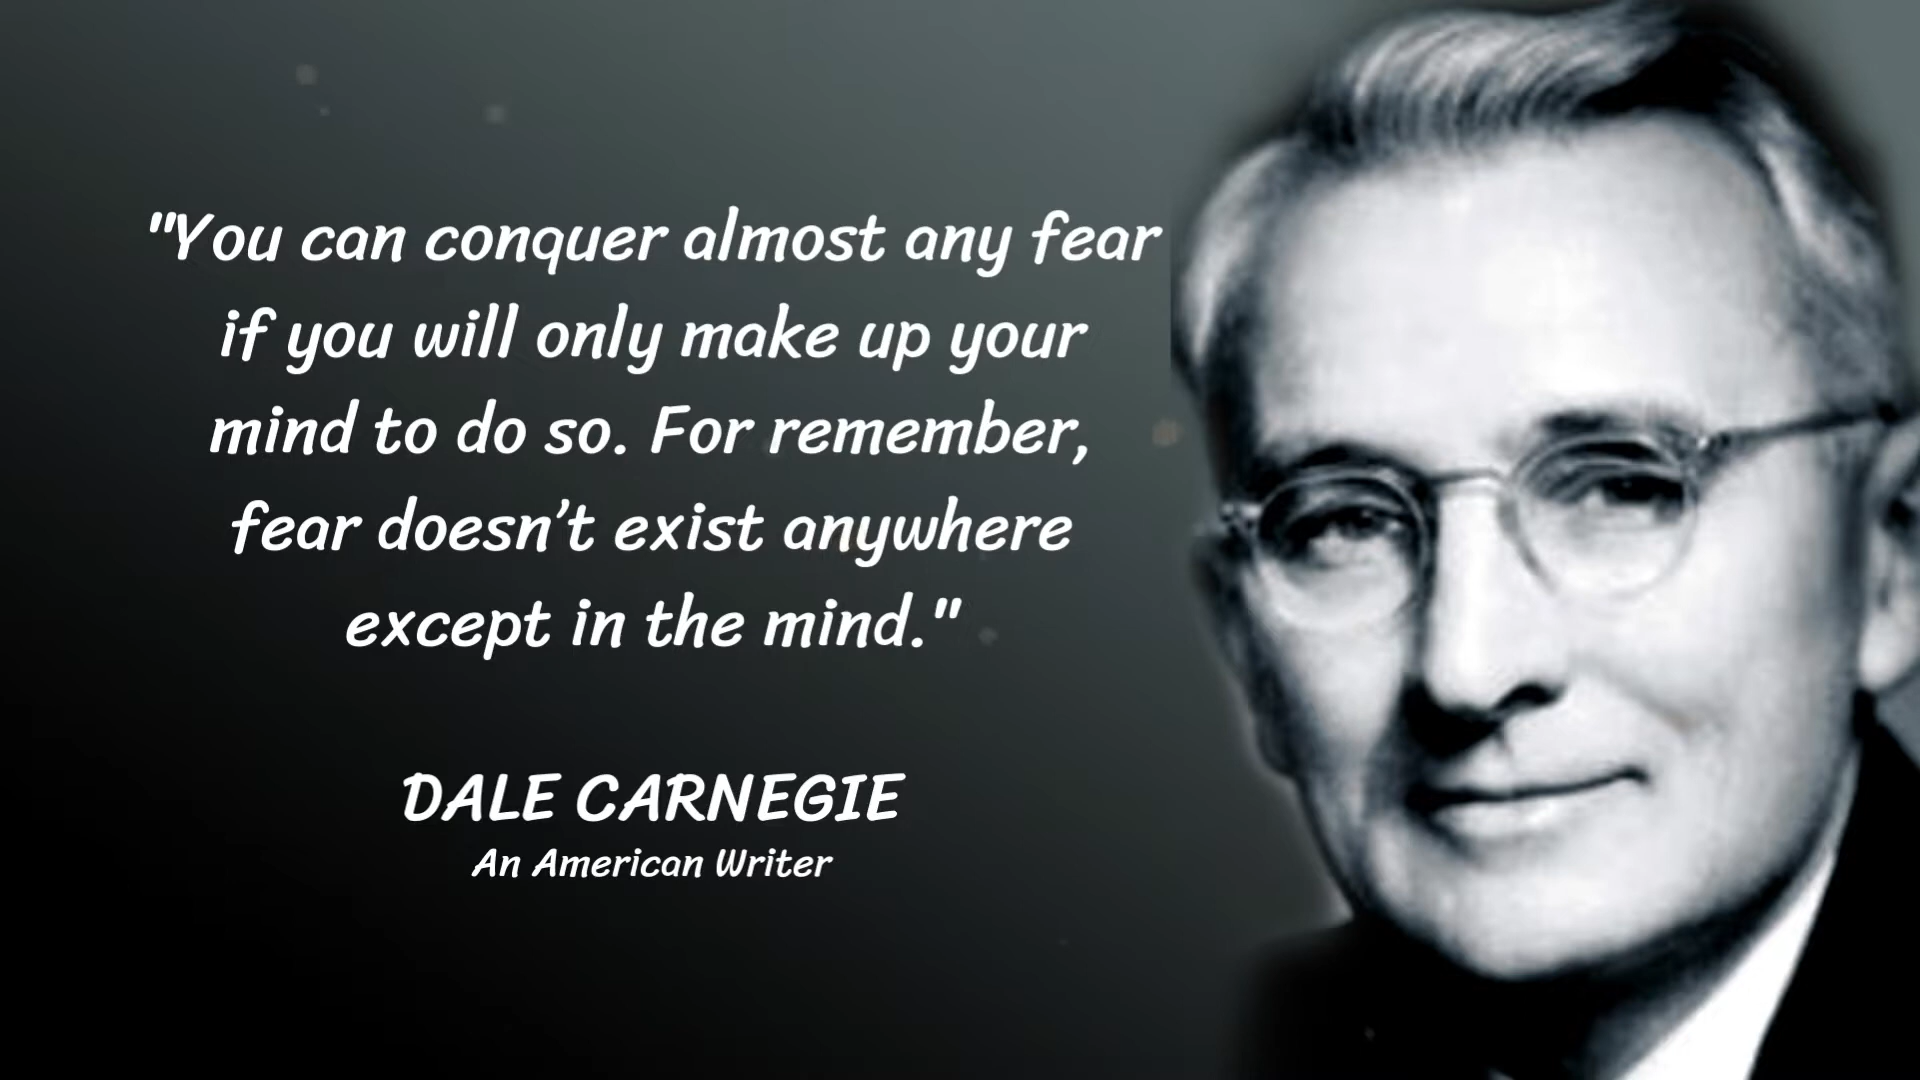 "You can conquer almost any fear
if you will only make up your
mind to do so. For remember,
fear doesn’t exist anywhere
except in the mind."
DALE CARNEGIE
An American Writer